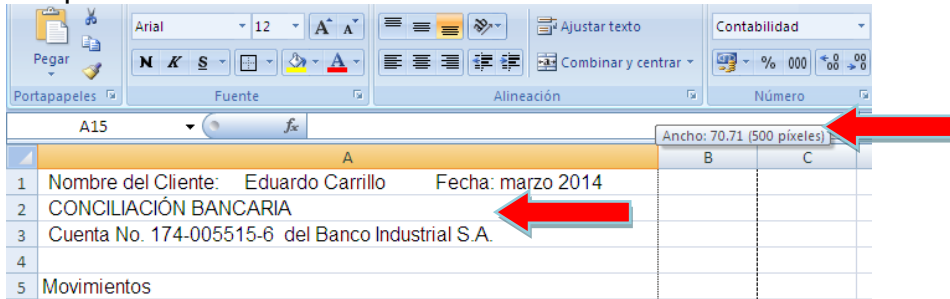 Arial 12 A A Ajustar texto Contabilidad
Pegar N K S A Combinar y centrar % 000
Portapapeles Fuente Alineación Número
A15 fx
Ancho: 70.71 (500 píxeles)
A B C
1 Nombre del Cliente: Eduardo Carrillo Fecha: marzo 2014
2 CONCILIACIÓN BANCARIA
3 Cuenta No. 174-005515-6 del Banco Industrial S.A.
4
5 Movimientos